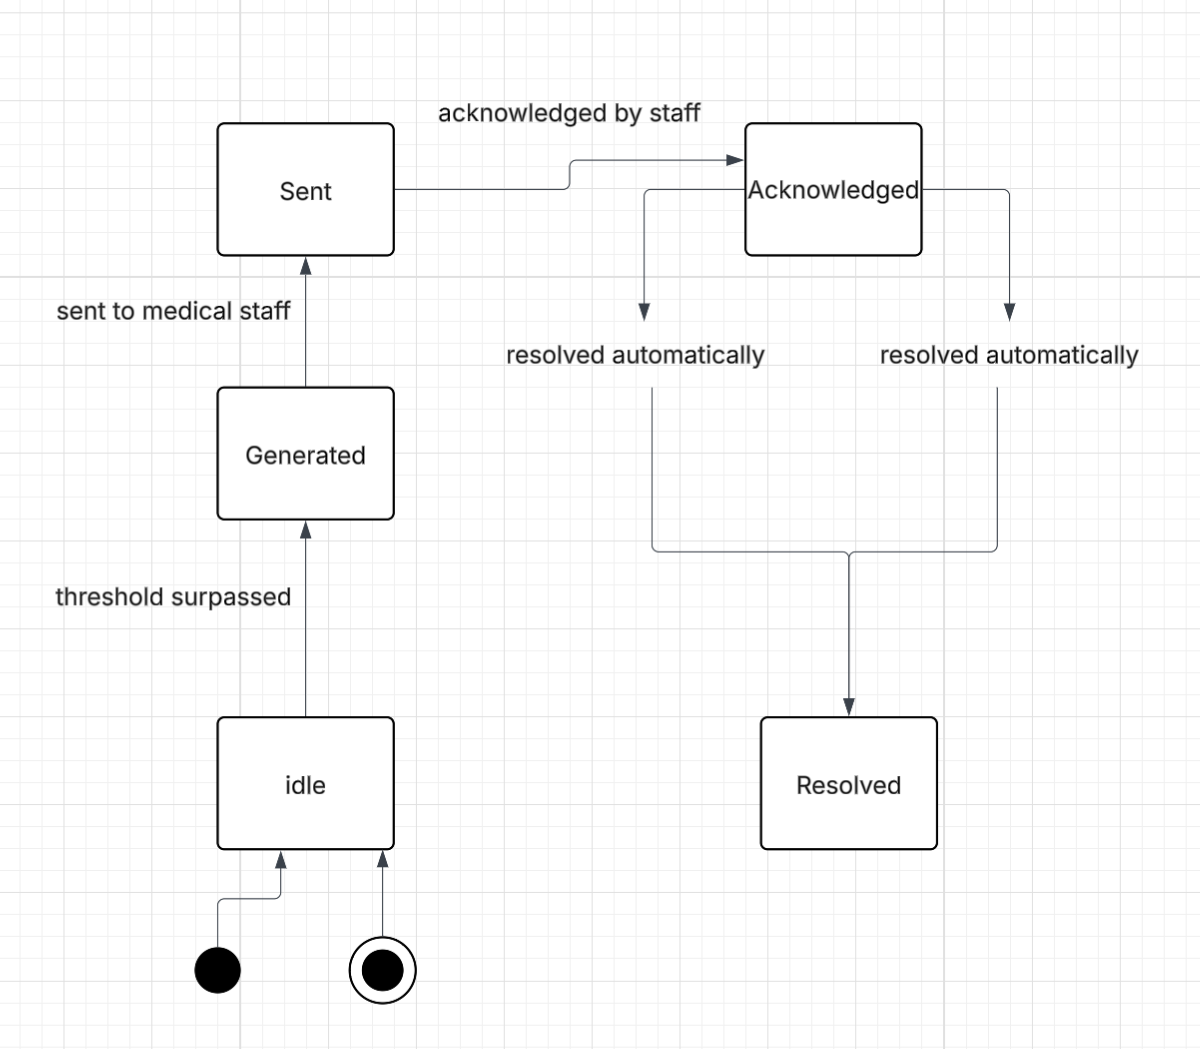 acknowledged by staff
Sent
Acknowledged
sent to medical staff
resolved automatically
resolved automatically
Generated
threshold surpassed
idle
Resolved